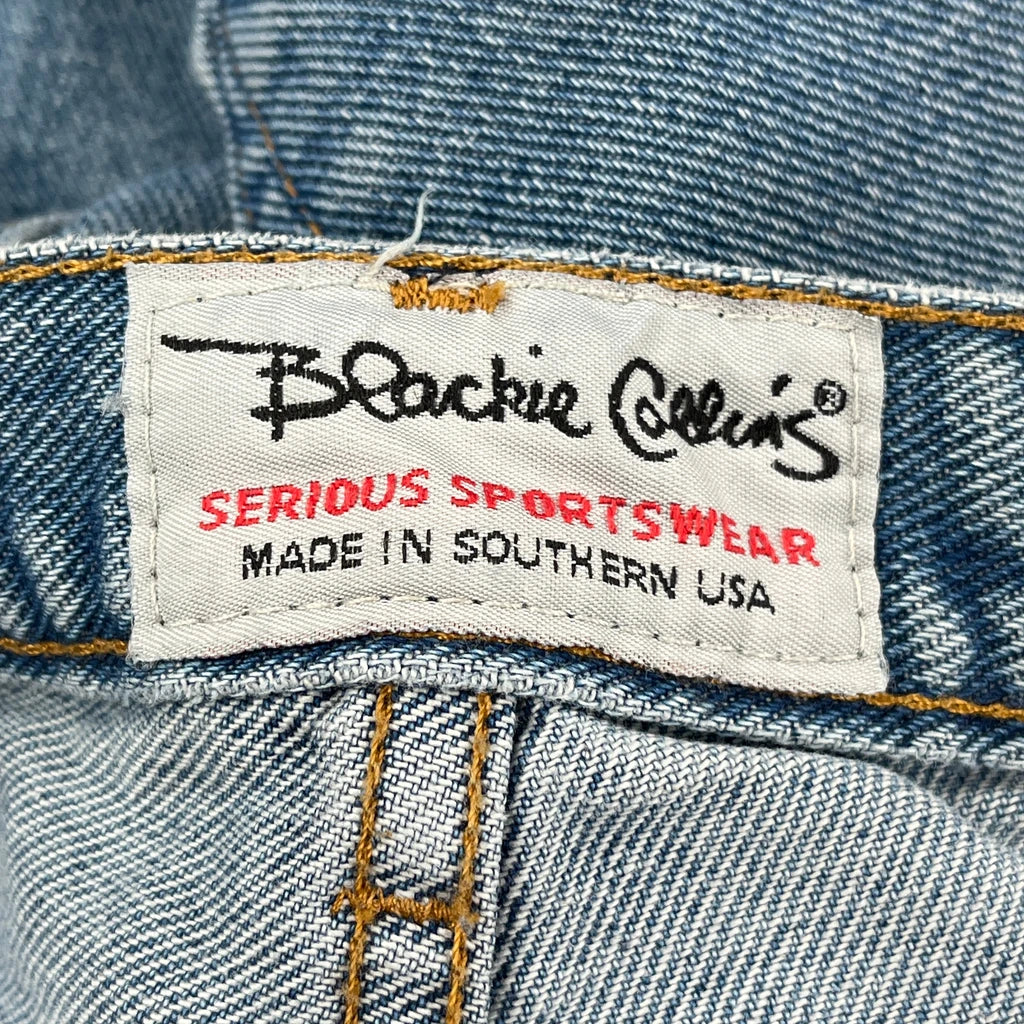 Blackie Collins®
SERIOUS SPORTSWEAR
MADE IN SOUTHERN USA